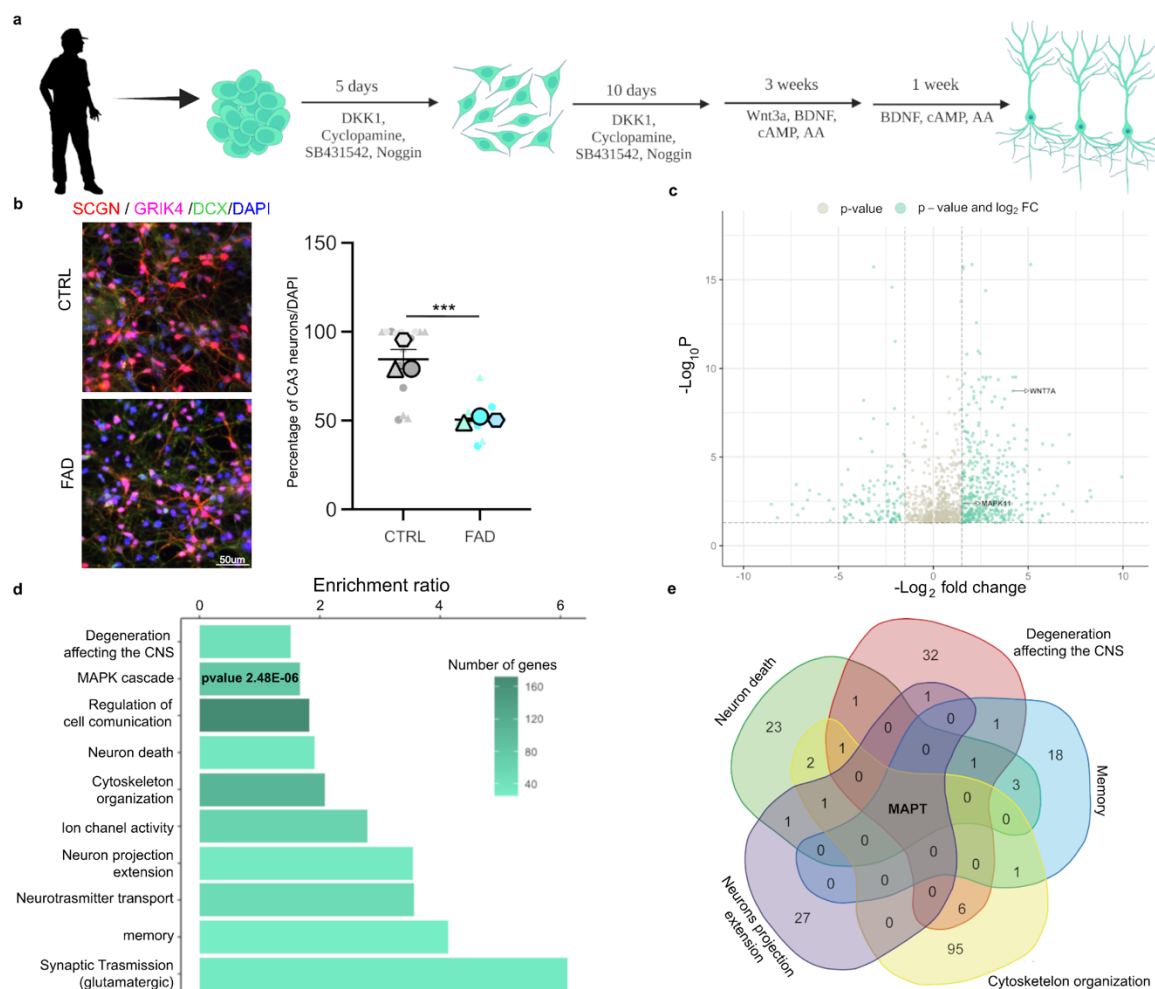 a
5 days
DKK1,
Cyclopamine,
SB431542, Noggin
10 days
DKK1,
Cyclopamine,
SB431542, Noggin
3 weeks
Wnt3a, BDNF,
cAMP, AA
1 week
BDNF, cAMP, AA
b
SCGN / GRIK4 /DCX/DAPI
CTRL
FAD
50um
Percentage of CA3 neurons/DAPI
150
100
50
0
***
CTRL
FAD
c
p-value
p – value and log2 FC
-Log10P
15
10
5
0
WNT7A
MAPK11
-10
-5
0
5
10
-Log2 fold change
d
Enrichment ratio
0
2
4
6
Degeneration
affecting the CNS
MAPK cascade
pvalue 2.48E-06
Regulation of
cell comunication
Neuron death
Cytoskeleton
organization
Ion chanel activity
Neuron projection
extension
Neurotrasmitter transport
memory
Synaptic Trasmission
(glutamatergic)
Number of genes
160
120
80
40
e
Degeneration
affecting the CNS
Neuron death
Memory
Neurons projection
extension
Cytosketelon organization
32
1
1
0
0
1
18
23
2
1
0
0
1
3
0
MAPT
0
0
1
1
0
0
0
0
0
1
0
0
0
6
27
0
95